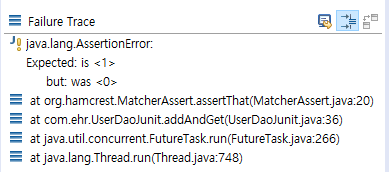 Failure Trace
java.lang.AssertionError:
Expected: is <1>
but: was <0>
at org.hamcrest.MatcherAssert.assertThat(MatcherAssert.java:20)
at com.ehr.UserDaoJunit.addAndGet(UserDaoJunit.java:36)
at java.util.concurrent.FutureTask.run(FutureTask.java:266)
at java.lang.Thread.run(Thread.java:748)